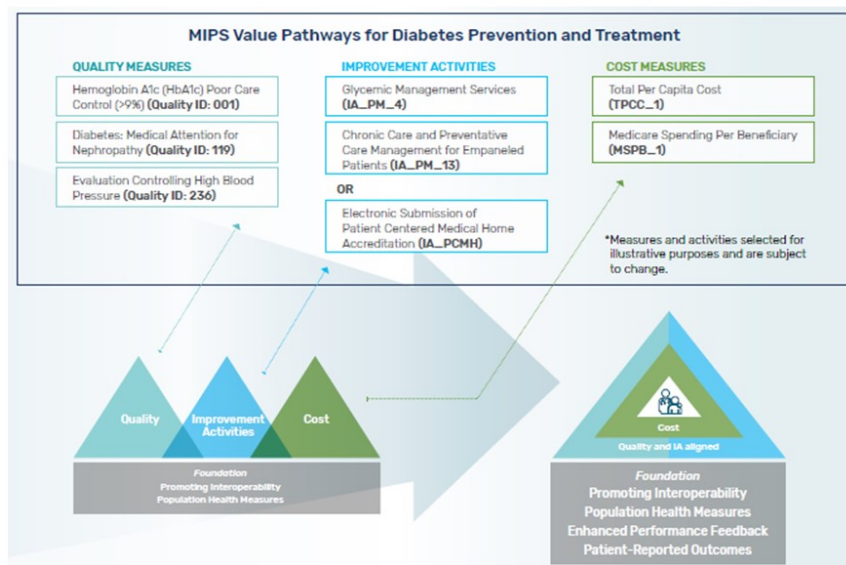 MIPS Value Pathways for Diabetes Prevention and Treatment
QUALITY MEASURES
Hemoglobin A1c (HbA1c) Poor Care
Control (>9%) (Quality ID: 001)
Diabetes: Medical Attention for
Nephropathy (Quality ID: 119)
Evaluation Controlling High Blood
Pressure (Quality ID: 236)
IMPROVEMENT ACTIVITIES
Glycemic Management Services
(IA_PM_4)
Chronic Care and Preventative
Care Management for Empaneled
Patients (IA_PM_13)
OR
Electronic Submission of
Patient Centered Medical Home
Accreditation (IA_PCMH)
COST MEASURES
Total Per Capita Cost
(TPCC_1)
Medicare Spending Per Beneficiary
(MSPB_1)
*Measures and activities selected for
illustrative purposes and are subject
to change.
Quality
Improvement
Activities
Cost
Foundation
Promoting Interoperability
Population Health Measures
Cost
Quality and IA aligned
Foundation
Promoting Interoperability
Population Health Measures
Enhanced Performance Feedback
Patient-Reported Outcomes